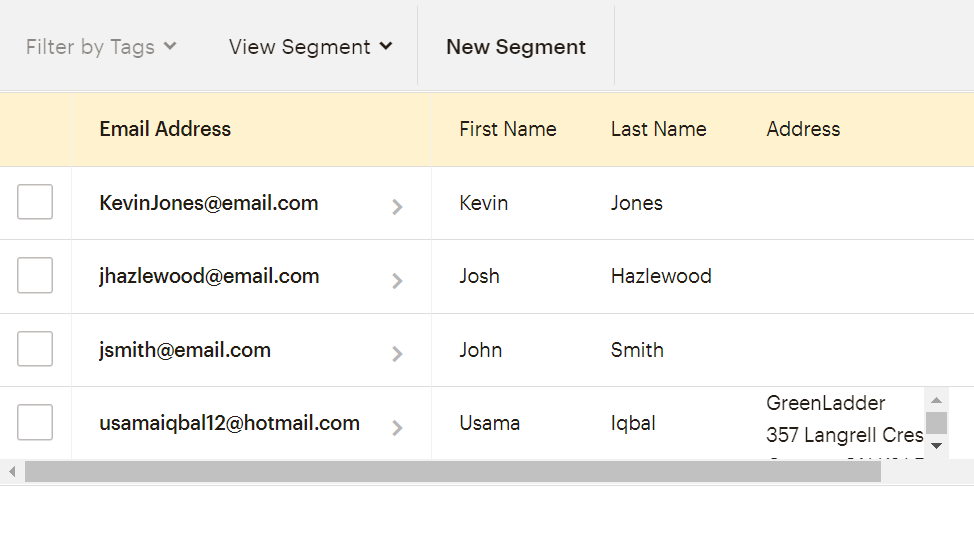 Filter by Tags View Segment New Segment
Email Address First Name Last Name Address
KevinJones@email.com Kevin Jones
jhazlewood@email.com Josh Hazlewood
jsmith@email.com John Smith
usamaiqbal12@hotmail.com Usama Iqbal GreenLadder
357 Langrell Cres